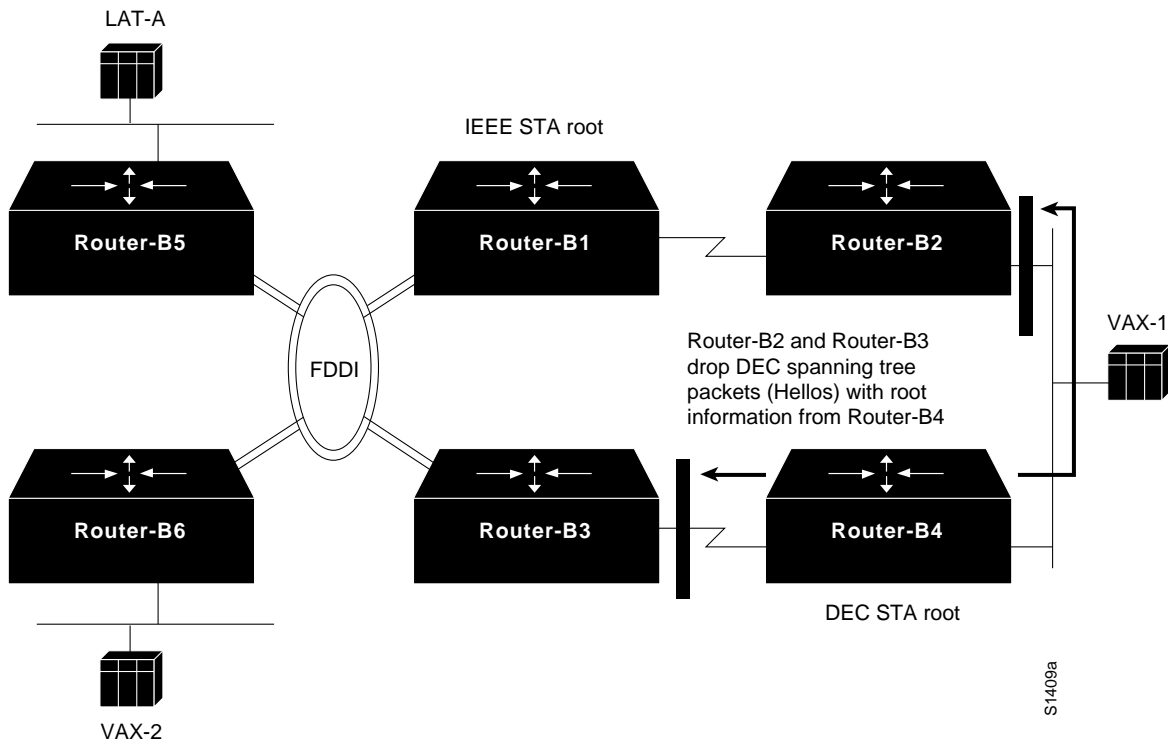 LAT-A
IEEE STA root
Router-B5
Router-B1
Router-B2
VAX-1
FDDI
Router-B2 and Router-B3
drop DEC spanning tree
packets (Hellos) with root
information from Router-B4
Router-B6
Router-B3
Router-B4
DEC STA root
VAX-2
S1409a